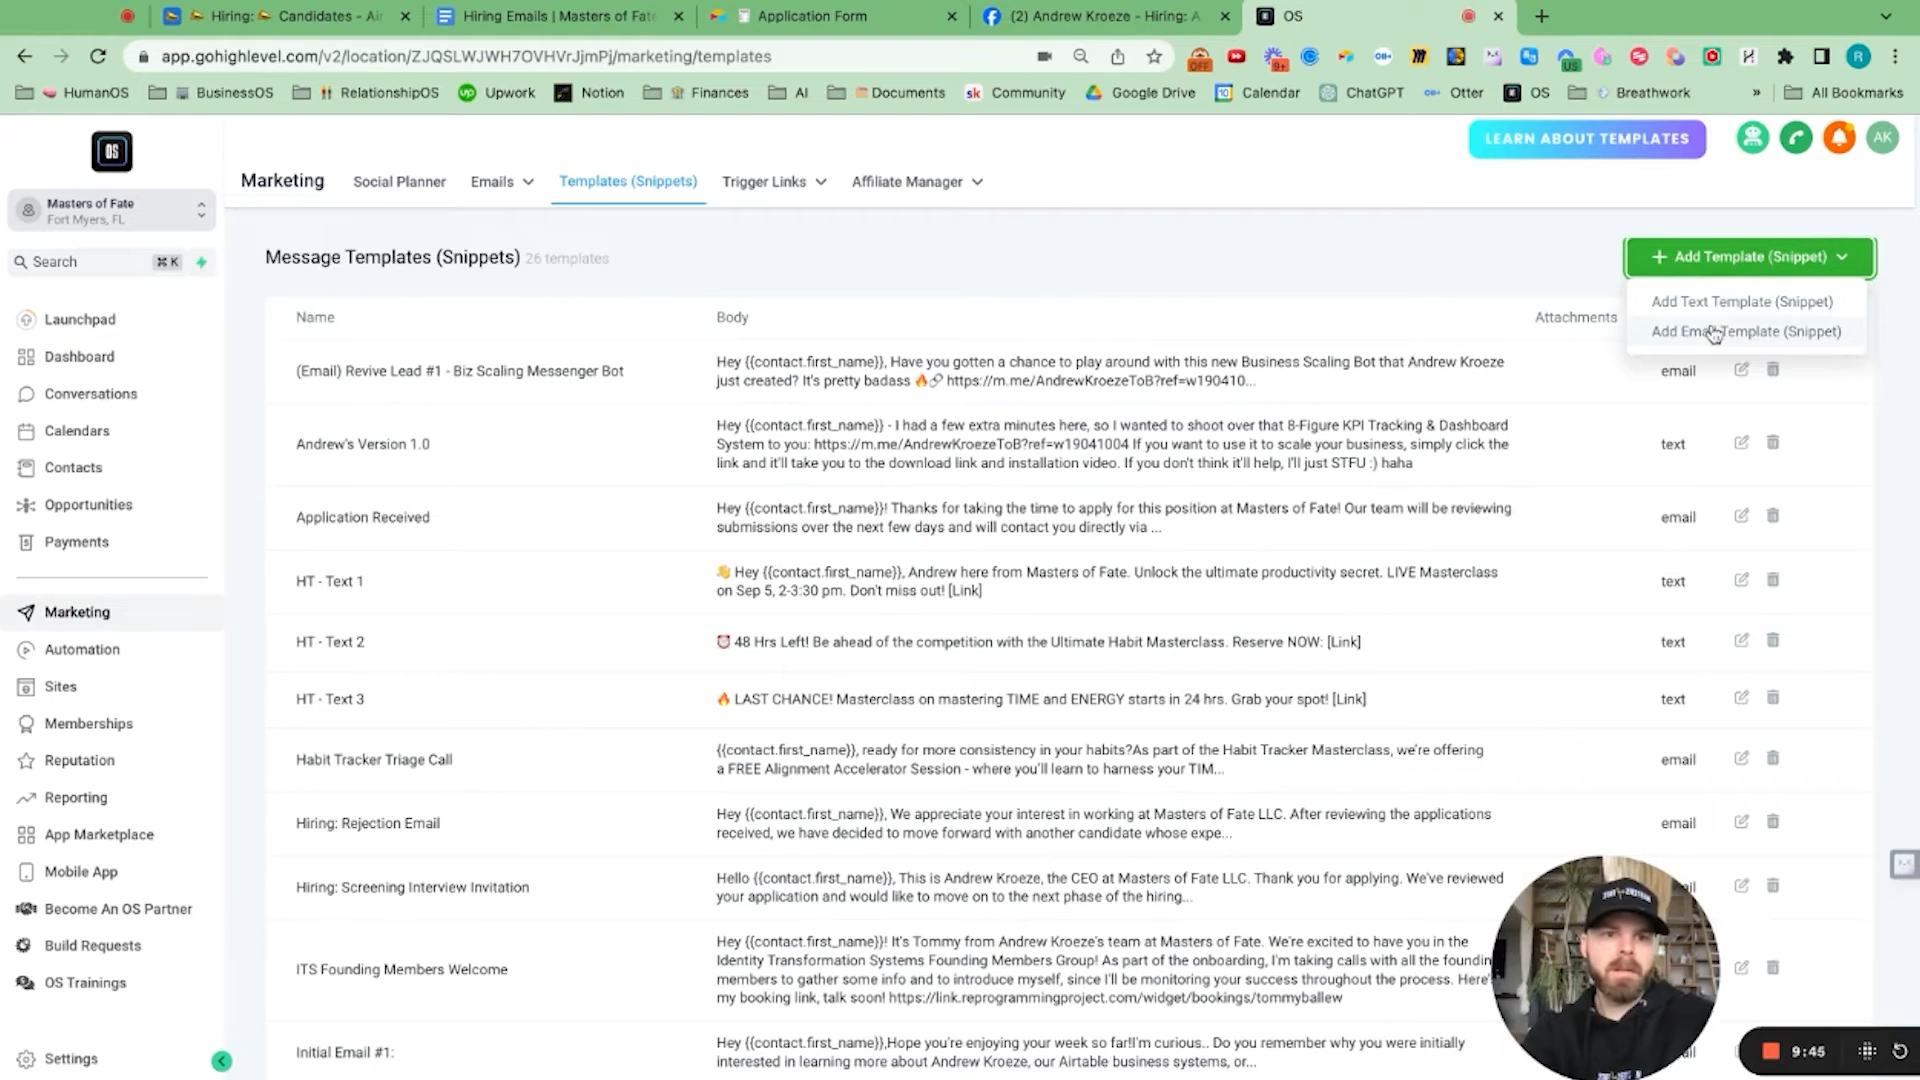 Hiring: Candidates - Air
Hiring Emails | Masters of Fate
Application Form
(2) Andrew Kroeze - Hiring: A
OS
app.gohighlevel.com/v2/location/ZJQSLWJWH7OVHVrJjmPj/marketing/templates
OFF
9+
US
R
HumanOS
BusinessOS
RelationshipOS
Upwork
Notion
Finances
AI
Documents
Community
Google Drive
Calendar
ChatGPT
Otter
OS
Breathwork
»
All Bookmarks
OS
LEARN ABOUT TEMPLATES
AK
Marketing
Social Planner
Emails
Templates (Snippets)
Trigger Links
Affiliate Manager
Masters of Fate
Fort Myers, FL
Search
⌘ K
Launchpad
Dashboard
Conversations
Calendars
Contacts
Opportunities
Payments
Marketing
Automation
Sites
Memberships
Reputation
Reporting
App Marketplace
Mobile App
Become An OS Partner
Build Requests
OS Trainings
Settings
Message Templates (Snippets) 26 templates
+ Add Template (Snippet)
Add Text Template (Snippet)
Add Email Template (Snippet)
Name
Body
Attachments
(Email) Revive Lead #1 - Biz Scaling Messenger Bot
Hey {{contact.first_name}}, Have you gotten a chance to play around with this new Business Scaling Bot that Andrew Kroeze
just created? It's pretty badass 🔥🔗 https://m.me/AndrewKroezeToB?ref=w190410...
email
Andrew's Version 1.0
Hey {{contact.first_name}} - I had a few extra minutes here, so I wanted to shoot over that 8-Figure KPI Tracking & Dashboard
System to you: https://m.me/AndrewKroezeToB?ref=w19041004 If you want to use it to scale your business, simply click the
link and it'll take you to the download link and installation video. If you don't think it'll help, I'll just STFU :) haha
text
Application Received
Hey {{contact.first_name}}! Thanks for taking the time to apply for this position at Masters of Fate! Our team will be reviewing
submissions over the next few days and will contact you directly via ...
email
HT - Text 1
👋 Hey {{contact.first_name}}, Andrew here from Masters of Fate. Unlock the ultimate productivity secret. LIVE Masterclass
on Sep 5, 2-3:30 pm. Don't miss out! [Link]
text
HT - Text 2
⏰ 48 Hrs Left! Be ahead of the competition with the Ultimate Habit Masterclass. Reserve NOW: [Link]
text
HT - Text 3
🔥 LAST CHANCE! Masterclass on mastering TIME and ENERGY starts in 24 hrs. Grab your spot! [Link]
text
Habit Tracker Triage Call
{{contact.first_name}}, ready for more consistency in your habits?As part of the Habit Tracker Masterclass, we're offering
a FREE Alignment Accelerator Session - where you'll learn to harness your TIM...
email
Hiring: Rejection Email
Hey {{contact.first_name}}, We appreciate your interest in working at Masters of Fate LLC. After reviewing the applications
received, we have decided to move forward with another candidate whose expe...
email
Hiring: Screening Interview Invitation
Hello {{contact.first_name}}, This is Andrew Kroeze, the CEO at Masters of Fate LLC. Thank you for applying. We've reviewed
your application and would like to move on to the next phase of the hiring...
ITS Founding Members Welcome
Hey {{contact.first_name}}! It's Tommy from Andrew Kroeze's team at Masters of Fate. We're excited to have you in the
Identity Transformation Systems Founding Members Group! As part of the onboarding, I'm taking calls with all the foundin
members to gather some info and to introduce myself, since I'll be monitoring your success throughout the process. Here'
my booking link, talk soon! https://link.reprogrammingproject.com/widget/bookings/tommyballew
Initial Email #1:
Hey {{contact.first_name}},Hope you're enjoying your week so far!I'm curious.. Do you remember why you were initially
interested in learning more about Andrew Kroeze, our Airtable business systems, or...
9:45